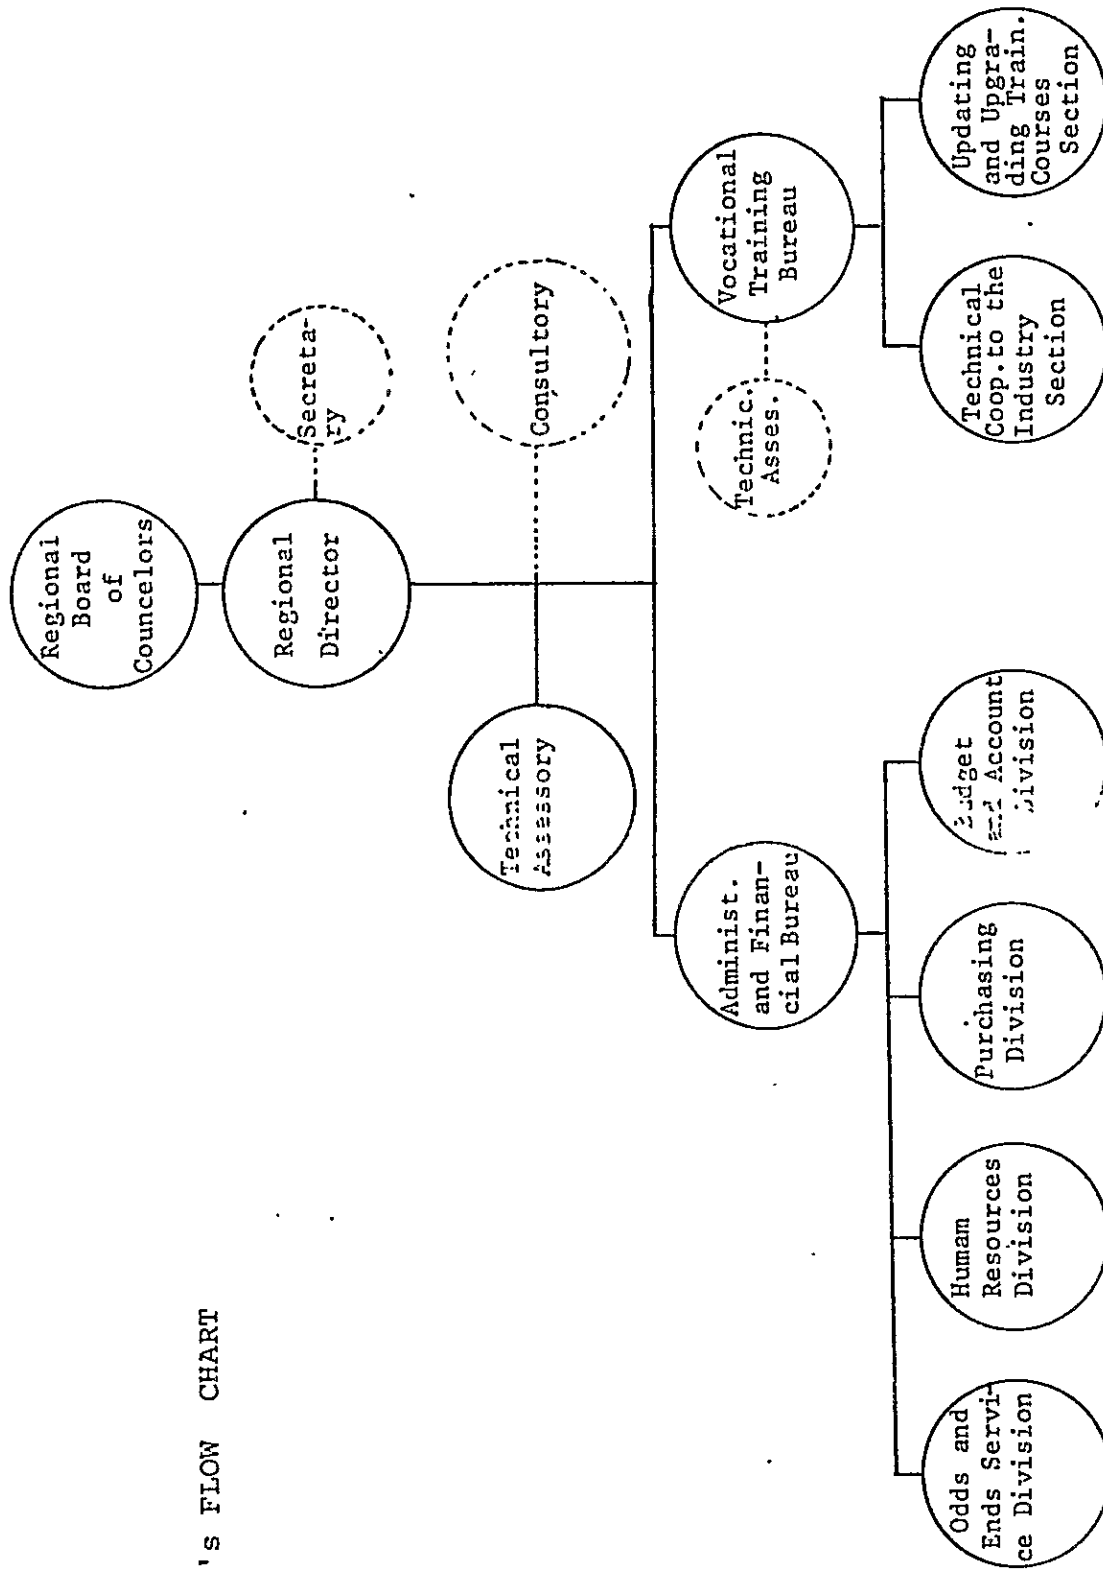 's FLOW CHART
Regional
Board
of
Councelors
Regional
Director
Secreta-
ry
Technical
Assessory
Consultory
Administ.
and Finan-
cial Bureau
Technic.
Asses.
Vocational
Training
Bureau
Odds and
Ends Servi-
ce Division
Humam
Resources
Division
Purchasing
Division
Budget
and Account
Division
Technical
Coop.to the
Industry
Section
Updating
and Upgra-
ding Train.
Courses
Section